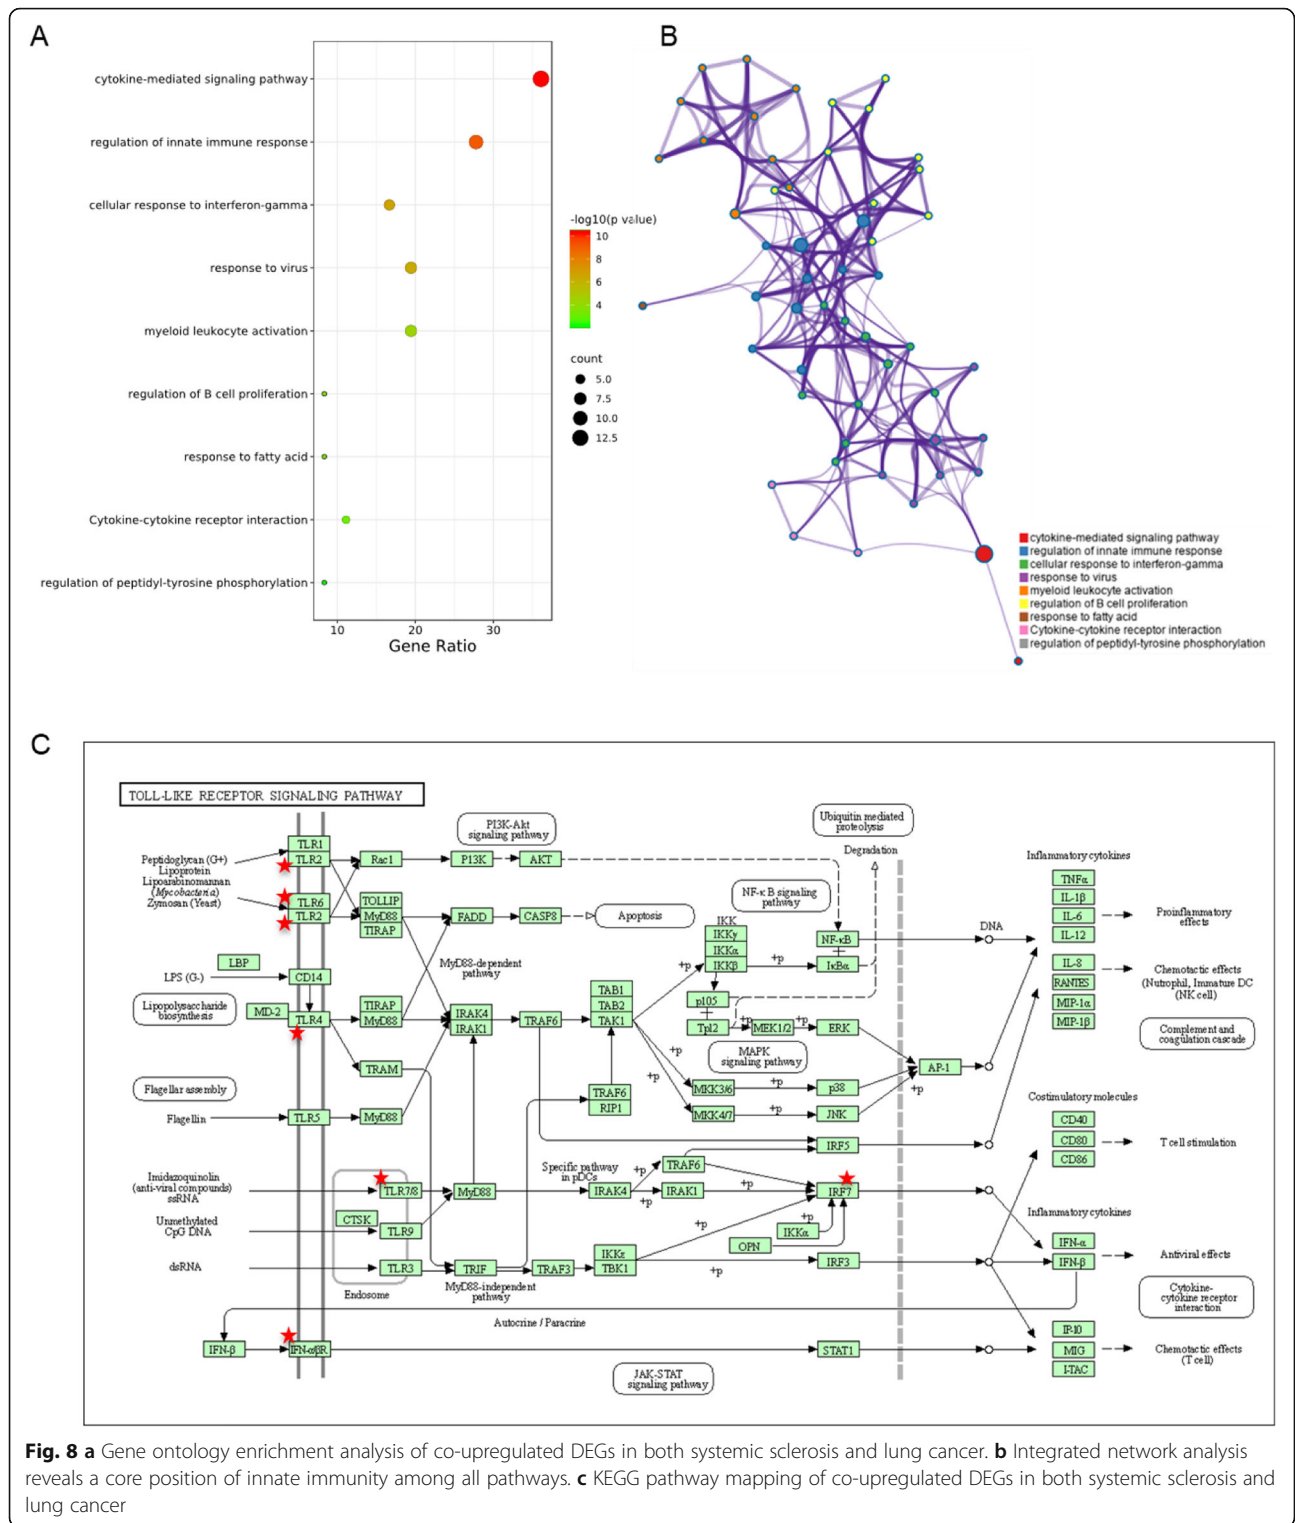 A
cytokine-mediated signaling pathway
regulation of innate immune response
cellular response to interferon-gamma
response to virus
myeloid leukocyte activation
regulation of B cell proliferation
response to fatty acid
Cytokine-cytokine receptor interaction
regulation of peptidyl-tyrosine phosphorylation
10 20 30
Gene Ratio
-log10(p value)
10
8
6
4
count
5.0
7.5
10.0
12.5
B
cytokine-mediated signaling pathway
regulation of innate immune response
cellular response to interferon-gamma
response to virus
myeloid leukocyte activation
regulation of B cell proliferation
response to fatty acid
Cytokine-cytokine receptor interaction
regulation of peptidyl-tyrosine phosphorylation
C
TOLL-LIKE RECEPTOR SIGNALING PATHWAY
Peptidoglycan (G+)
Lipoprotein
Lipoarabinomannan
(Mycobacteria)
Zymosan (Yeast)
LBP
LPS (G-)
Lipopolysaccharide
biosynthesis
MD-2
Flagellar assembly
Flagellin
Imidazoquinolin
(anti-viral compounds)
ssRNA
Unmethylated
CpG DNA
dsRNA
IFN-β
TLR1
TLR2
TLR6
TLR2
CD14
TLR4
TLR5
CTSK
TLR7/8
TLR9
TLR3
Endosome
IFN-αβR
Rac1
TOLLIP
MyD88
TIRAP
TIRAP
MyD88
TRAM
MyD88
PI3K-Akt
signaling pathway
PI3K
AKT
FADD
CASP8
Apoptosis
MyD88-dependent
pathway
IRAK4
IRAK1
TRAF6
TAB1
TAB2
TAK1
TRAF6
RIP1
MyD88
TRIF
TRAF3
MyD88-independent
pathway
IKKε
TBK1
Specific pathway
in pDCs
IRAK4
TRAF6
IRAK1
Autocrine / Paracrine
JAK-STAT
signaling pathway
Ubiquitin mediated
proteolysis
Degradation
NF-κB signaling
pathway
IKK
IKKγ
IKKα
IKKβ
+p
+p
NF-κB
IκBα
p105
Tpl2
+p
MEK1/2
+p
ERK
MAPK
signaling pathway
+p
+p
MKK3/6
+p
p38
MKK4/7
+p
JNK
+p
AP-1
IRF5
+p
+p
+p
IRF7
+p
+p
IKKα
OPN
+p
IRF3
STAT1
DNA
Inflammatory cytokines
TNFα
IL-1β
IL-6
IL-12
Proinflammatory
effects
IL-8
RANTES
MIP-1α
MIP-1β
Chemotactic effects
(Nutrophil, Immature DC
(NK cell)
Complement and
coagulation cascade
Costimulatory molecules
CD40
CD80
CD86
T cell stimulation
Inflammatory cytokines
IFN-α
IFN-β
Antiviral effects
Cytokine-
cytokine receptor
interaction
IP-10
MIG
I-TAC
Chemotactic effects
(T cell)
Fig. 8 a Gene ontology enrichment analysis of co-upregulated DEGs in both systemic sclerosis and lung cancer. b Integrated network analysis
reveals a core position of innate immunity among all pathways. c KEGG pathway mapping of co-upregulated DEGs in both systemic sclerosis and
lung cancer